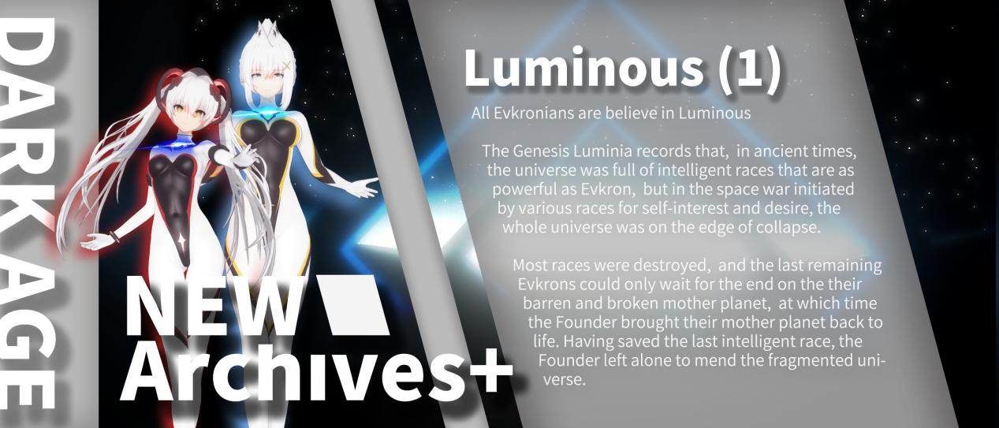 DARK AGE
NEW
Archives+
Luminous (1)
All Evkronians are believe in Luminous
The Genesis Luminia records that,  in ancient times,
the universe was full of intelligent races that are as
powerful as Evkron,  but in the space war initiated
by various races for self-interest and desire, the
whole universe was on the edge of collapse.
Most races were destroyed,  and the last remaining
Evkrons could only wait for the end on the their
barren and broken mother planet,  at which time
the Founder brought their mother planet back to
life. Having saved the last intelligent race, the
Founder left alone to mend the fragmented uni-
verse.